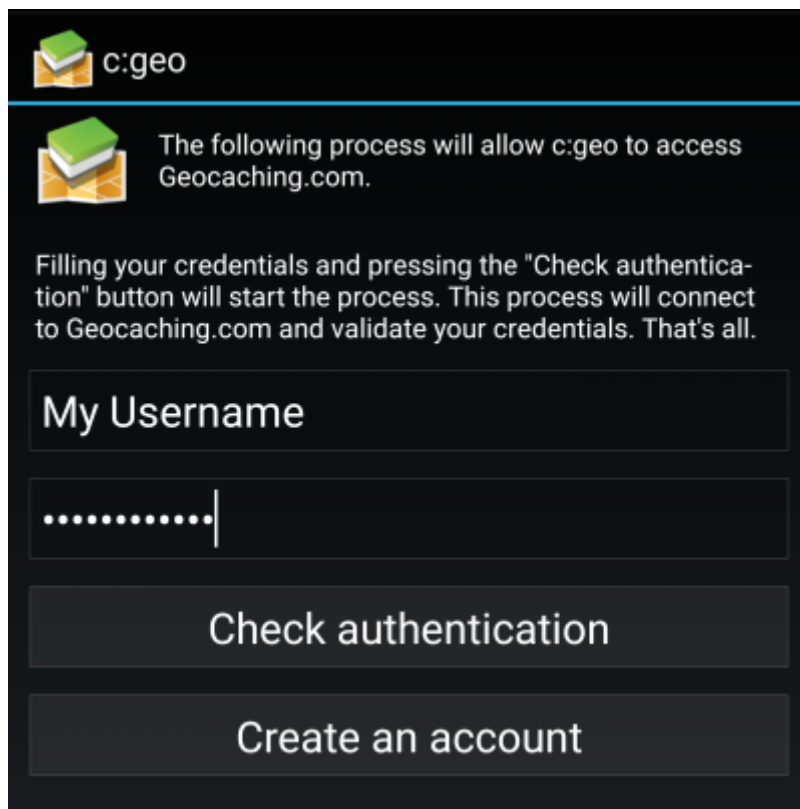 c:geo
The following process will allow c:geo to access
Geocaching.com.
Filling your credentials and pressing the "Check authentica-
tion" button will start the process. This process will connect
to Geocaching.com and validate your credentials. That's all.
My Username
••••••••••••
Check authentication
Create an account